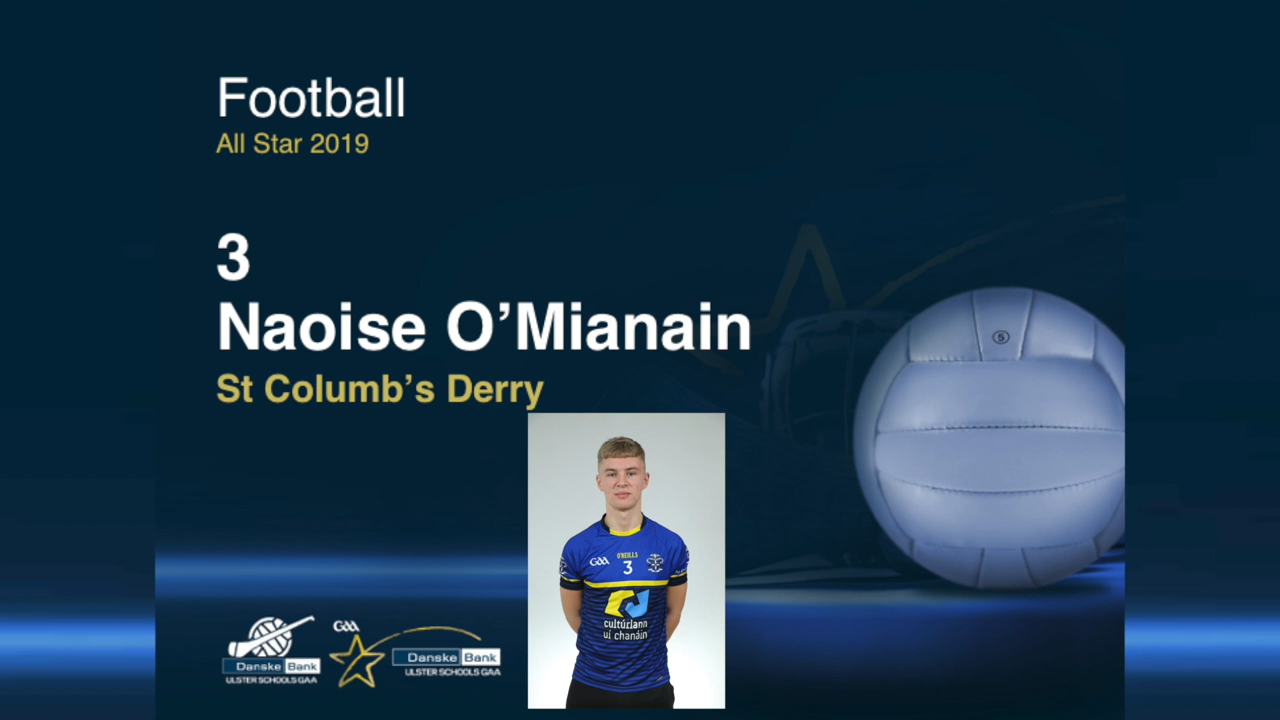 Football
All Star 2019
3
Naoise O’Mianain
St Columb’s Derry
5
GAA
O'NEILLS
3
cultúrlann
uí chanáin
GAA
Danske Bank
ULSTER SCHOOLS GAA
Danske Bank
ULSTER SCHOOLS GAA